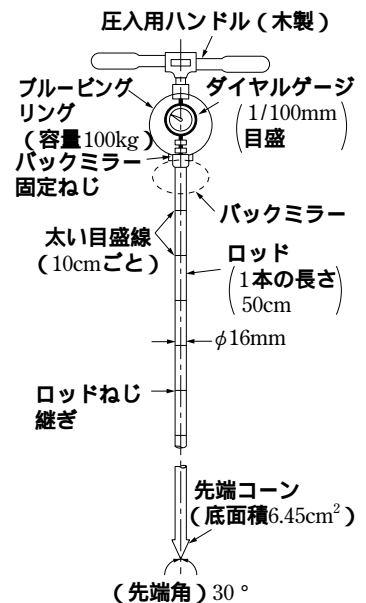 圧入用ハンドル（木製）
プルービング
リング
（容量100kg）
ダイヤルゲージ
（1/100mm
目盛）
バックミラー
固定ねじ
バックミラー
太い目盛線
（10cmごと）
ロッド
（1本の長さ
50cm）
φ16mm
ロッドねじ
継ぎ
先端コーン
（底面積6.45cm²）
（先端角）30°